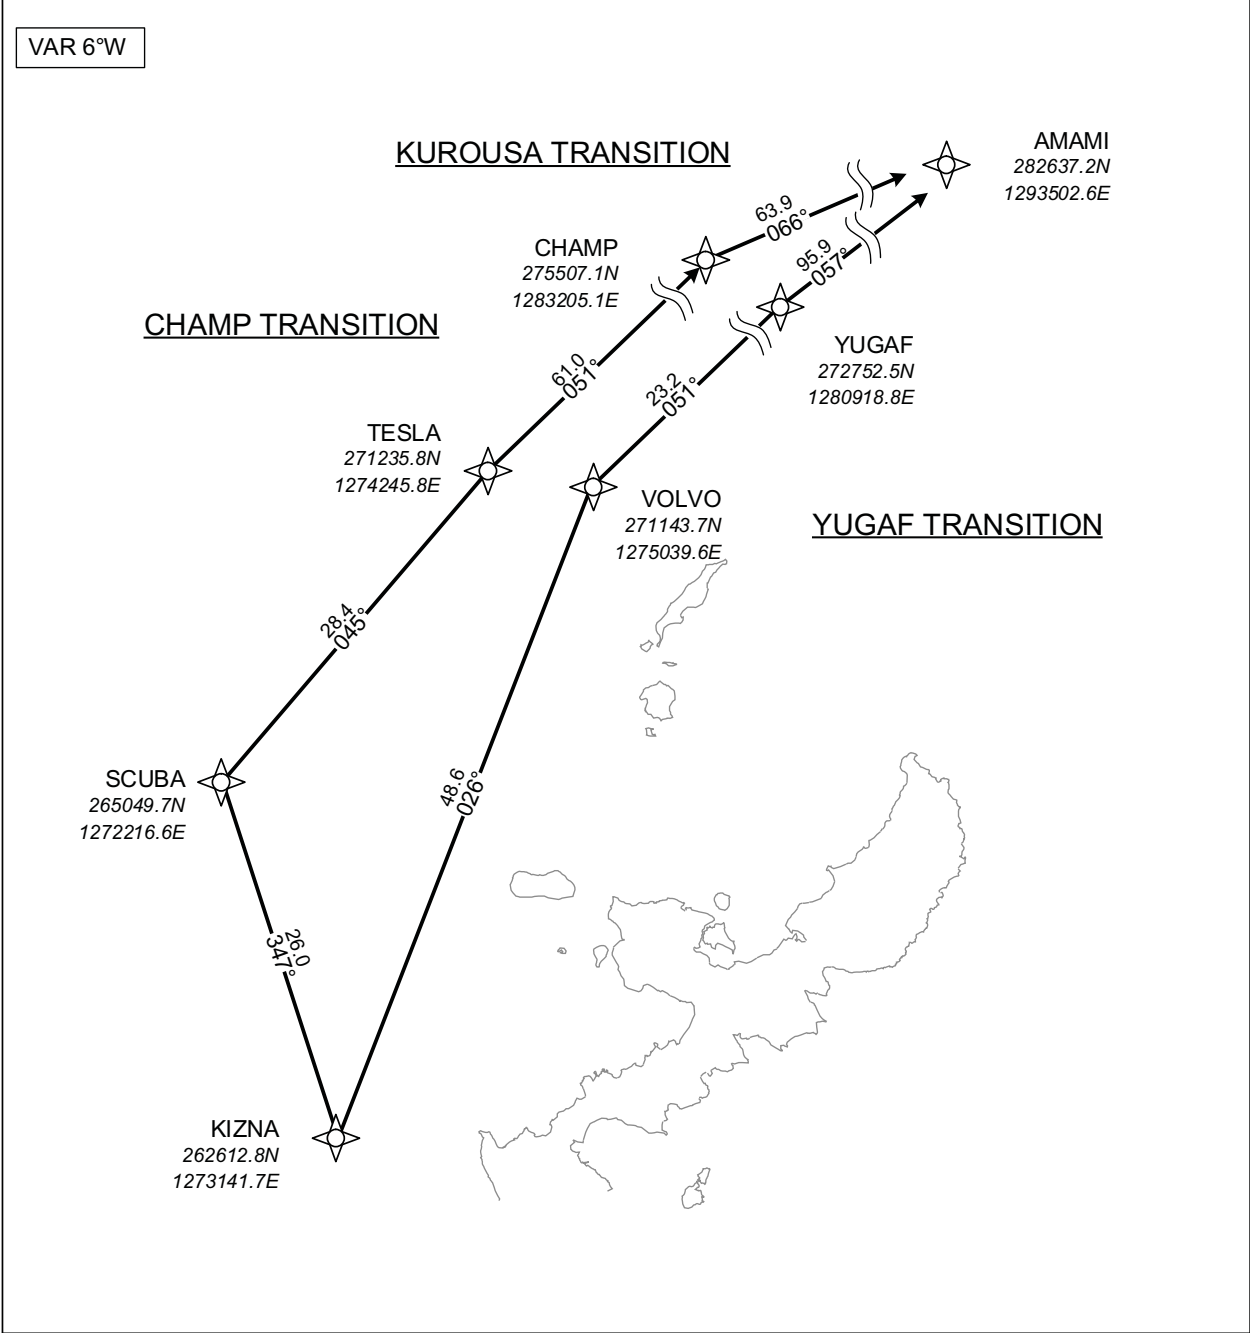 VAR 6°W
KUROUSA TRANSITION
AMAMI
282637.2N
1293502.6E
63.9
066°
CHAMP
275507.1N
1283205.1E
95.9
057°
CHAMP TRANSITION
YUGAF
272752.5N
1280918.8E
61.0
051°
23.2
051°
TESLA
271235.8N
1274245.8E
VOLVO
271143.7N
1275039.6E
YUGAF TRANSITION
28.4
045°
SCUBA
265049.7N
1272216.6E
48.6
026°
26.0
347°
KIZNA
262612.8N
1273141.7E